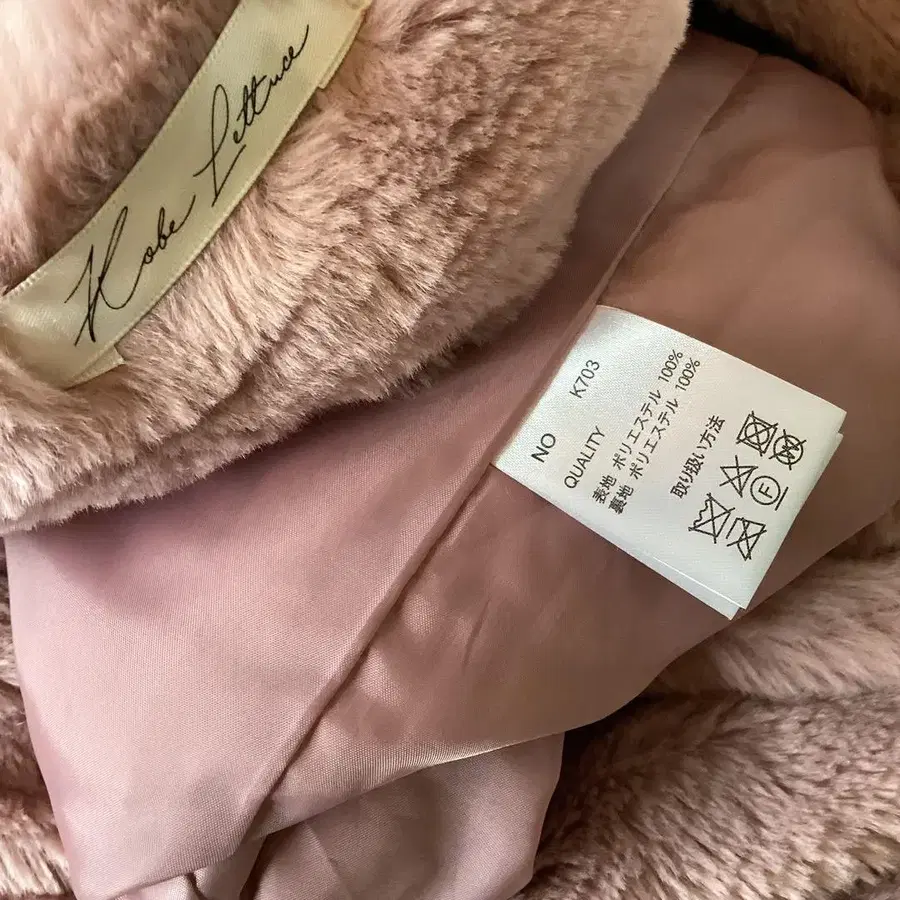 Kobe Lettuce
NO K703
QUALITY
表地 ポリエステル 100%
裏地 ポリエステル 100%
取り扱い方法
F